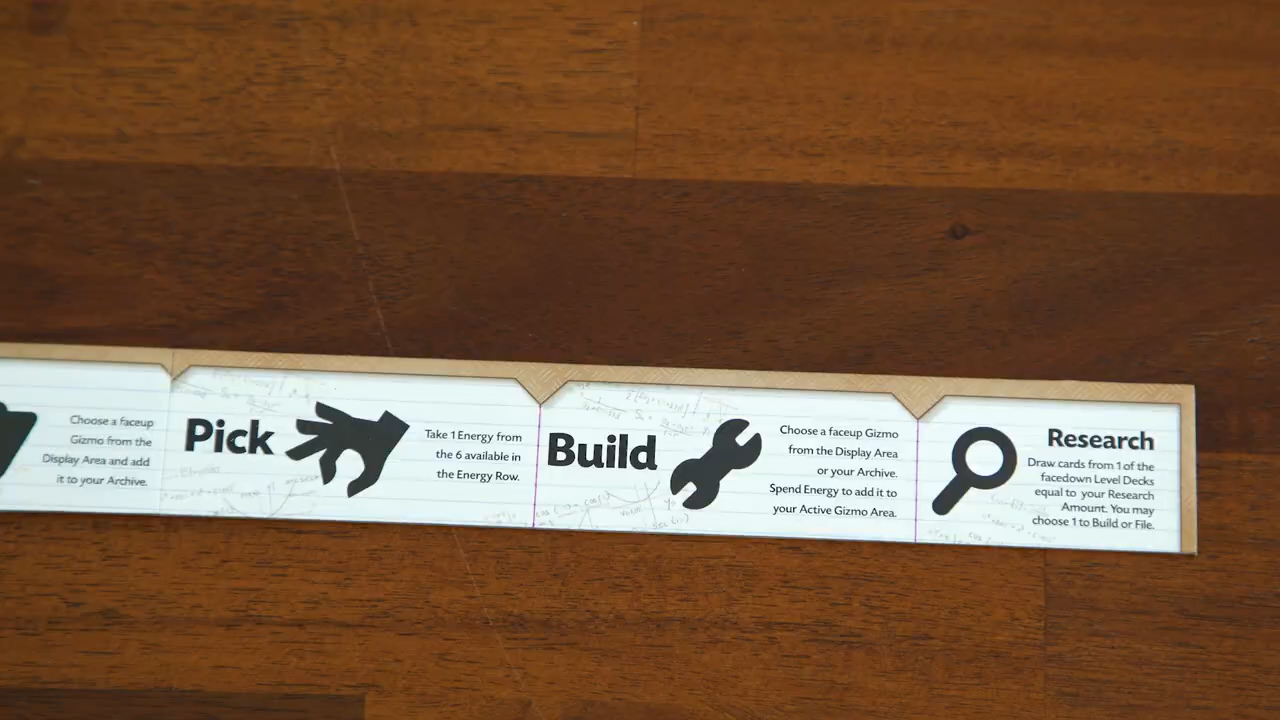 Choose a faceup
Gizmo from the
Display Area and add
it to your Archive.
Pick
Take 1 Energy from
the 6 available in
the Energy Row.
Build
Choose a faceup Gizmo
from the Display Area
or your Archive.
Spend Energy to add it to
your Active Gizmo Area.
Research
Draw cards from 1 of the
facedown Level Decks
equal to your Research
Amount. You may
choose 1 to Build or File.